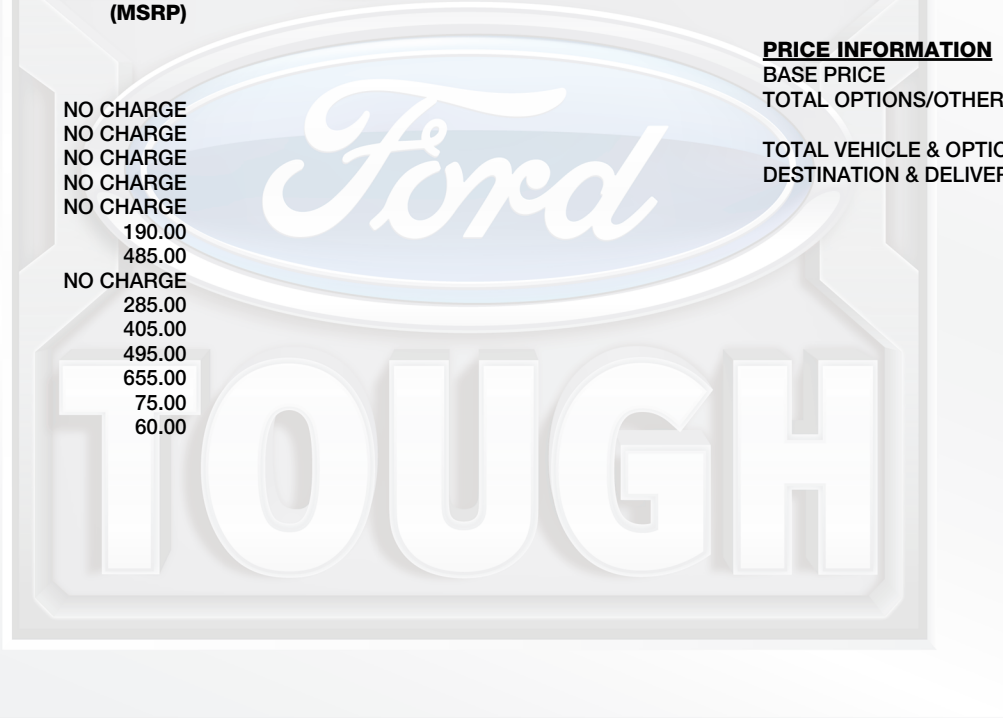 (MSRP)
NO CHARGE
NO CHARGE
NO CHARGE
NO CHARGE
NO CHARGE
190.00
485.00
NO CHARGE
285.00
405.00
495.00
655.00
75.00
60.00
PRICE INFORMATION
BASE PRICE
TOTAL OPTIONS/OTHER
TOTAL VEHICLE & OPTIO
DESTINATION & DELIVER
Ford
TOUGH